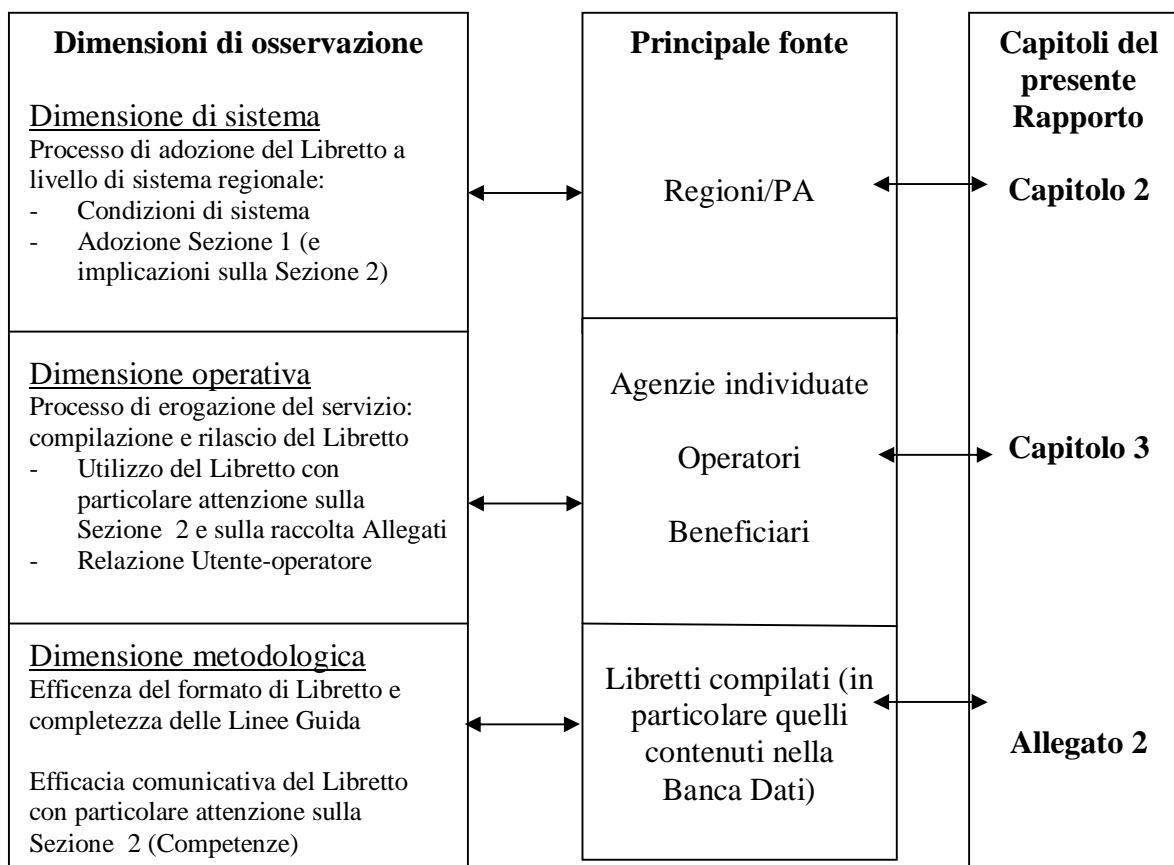 Dimensioni di osservazione
Dimensione di sistema
Processo di adozione del Libretto a
livello di sistema regionale:
- Condizioni di sistema
- Adozione Sezione 1 (e
implicazioni sulla Sezione 2)
Dimensione operativa
Processo di erogazione del servizio:
compilazione e rilascio del Libretto
- Utilizzo del Libretto con
particolare attenzione sulla
Sezione 2 e sulla raccolta Allegati
- Relazione Utente-operatore
Dimensione metodologica
Efficenza del formato di Libretto e
completezza delle Linee Guida
Efficacia comunicativa del Libretto
con particolare attenzione sulla
Sezione 2 (Competenze)
Principale fonte
Regioni/PA
Agenzie individuate
Operatori
Beneficiari
Libretti compilati (in
particolare quelli
contenuti nella
Banca Dati)
Capitoli del
presente
Rapporto
Capitolo 2
Capitolo 3
Allegato 2